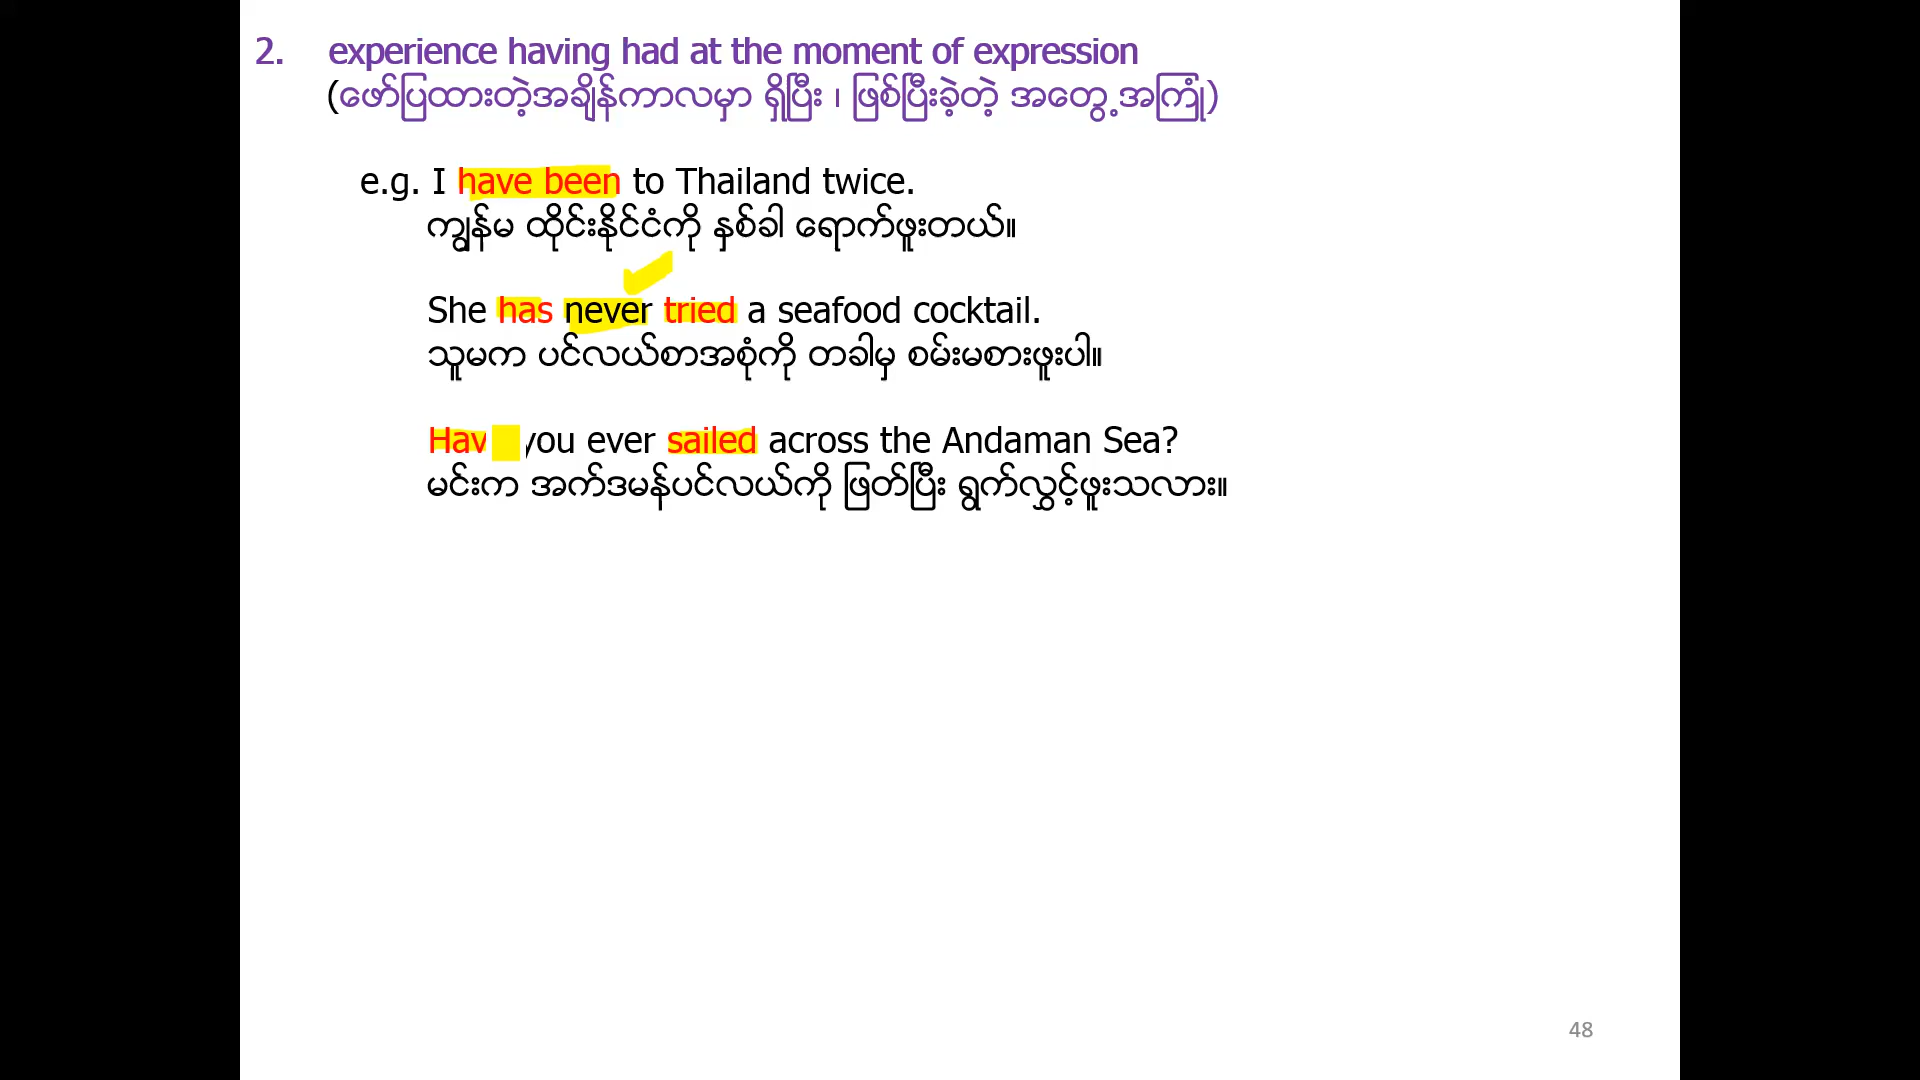 2. experience having had at the moment of expression
(ဖော်ပြထားတဲ့အချိန်ကာလမှာ ရှိပြီး ၊ ဖြစ်ပြီးခဲ့တဲ့ အတွေ့အကြုံ)
e.g. I have been to Thailand twice.
ကျွန်မ ထိုင်းနိုင်ငံကို နှစ်ခါ ရောက်ဖူးတယ်။
She has never tried a seafood cocktail.
သူမက ပင်လယ်စာအစုံကို တခါမှ စမ်းမစားဖူးပါ။
Hav you ever sailed across the Andaman Sea?
မင်းက အက်ဒမန်ပင်လယ်ကို ဖြတ်ပြီး ရွက်လွှင့်ဖူးသလား။
48